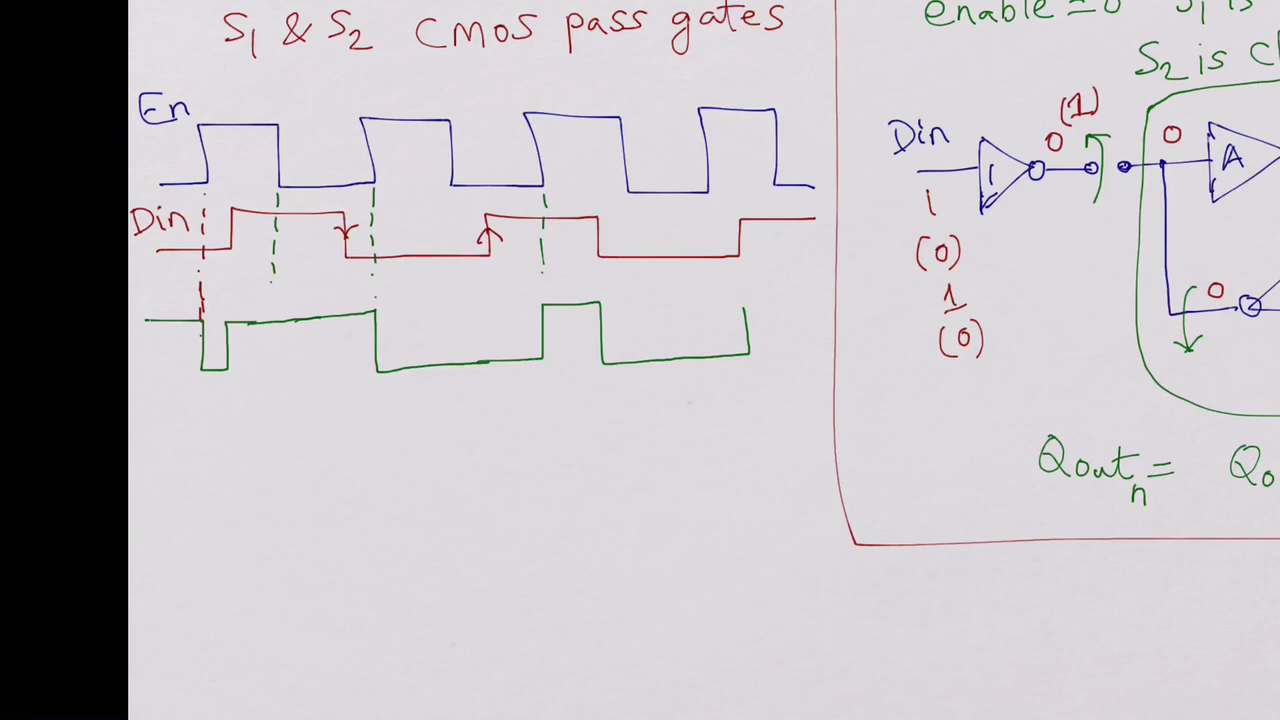 S1 & S2 CMOS pass gates
En
Din
enable = 0 S1 is
S2 is
Din
0 (1)
0
A
1
(0)
1
(0)
0
Qout n =